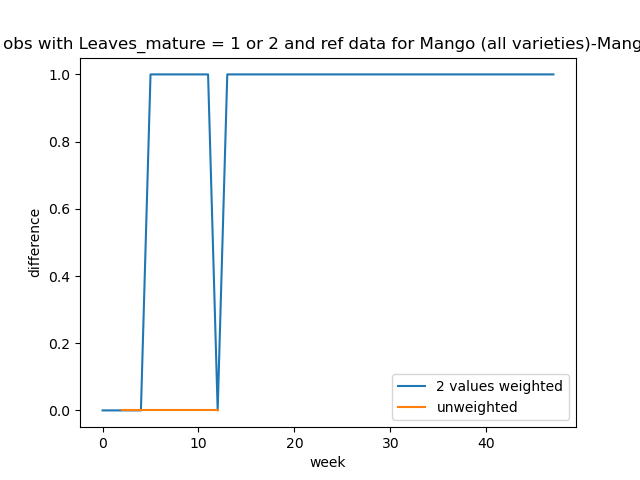 obs with Leaves_mature = 1 or 2 and ref data for Mango (all varieties)-Mang
1.0
0.8
0.6
0.4
0.2
0.0
difference
0 10 20 30 40
week
2 values weighted
unweighted